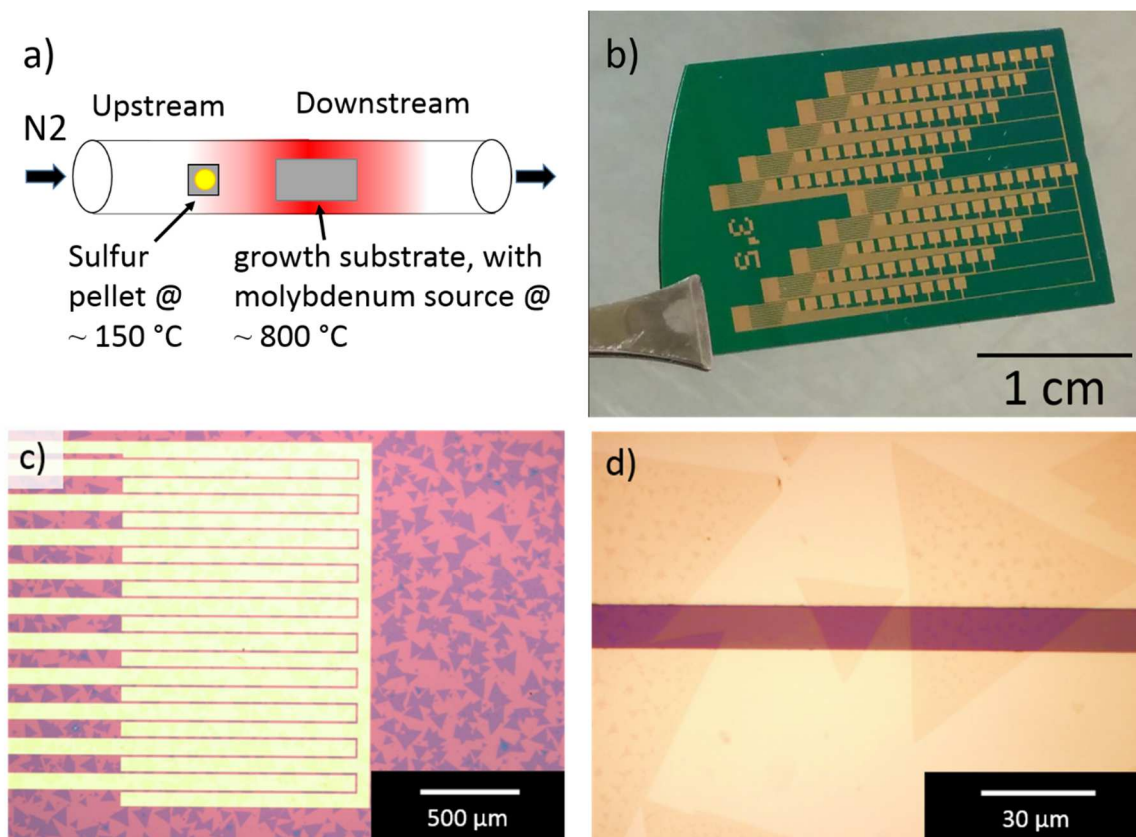 a)
Upstream
Downstream
N2
Sulfur
pellet @
~ 150 °C
growth substrate, with
molybdenum source @
~ 800 °C
b)
3'5
1 cm
c)
500 µm
d)
30 µm